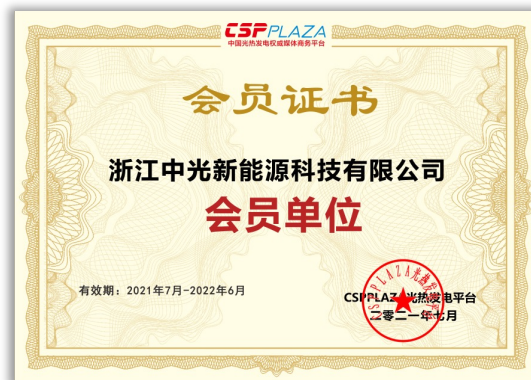 CSPPLAZA
中国光热发电权威媒体商务平台
会员证书
浙江中光新能源科技有限公司
会员单位
有效期：2021年7月-2022年6月
CSPPLAZA光热发电平台
二零二一年七月